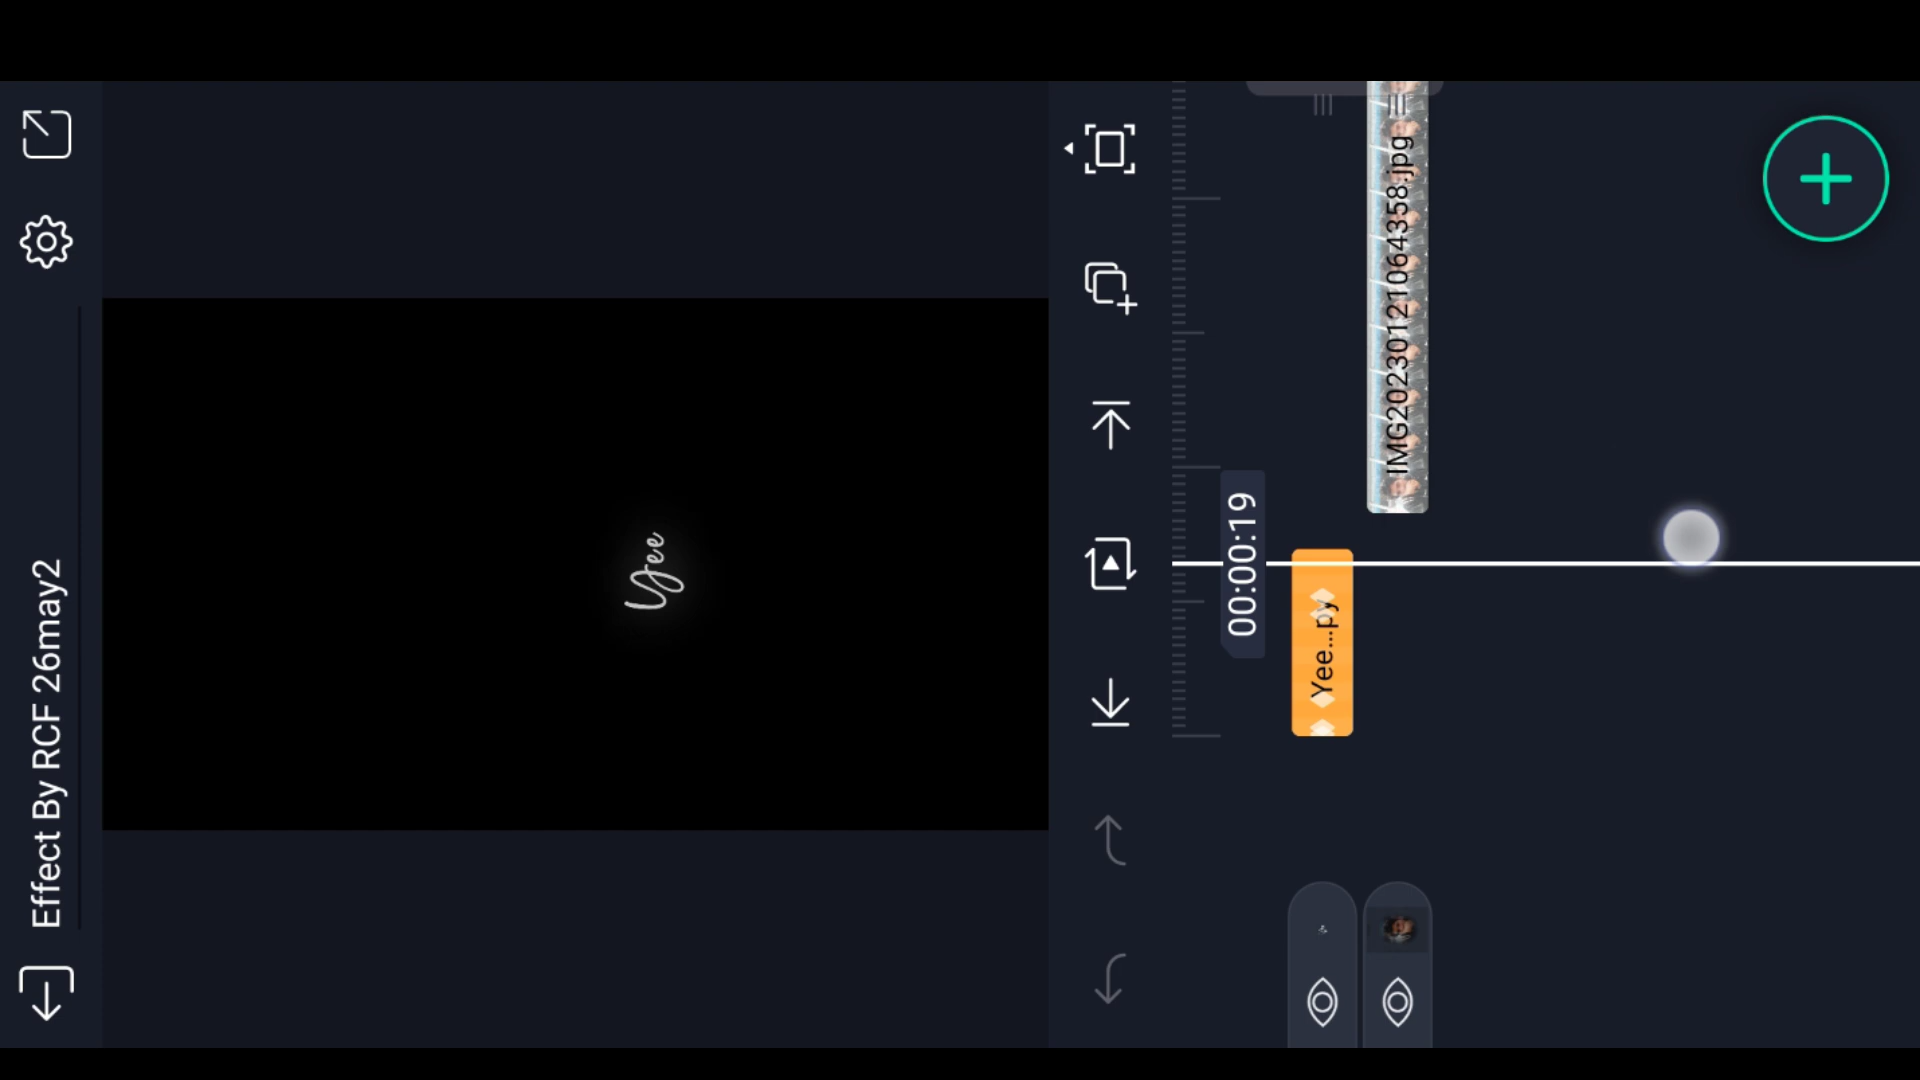 Effect By RCF 26may2
Yee
00:00:19
Yee...py
IMG20230121064358.jpg